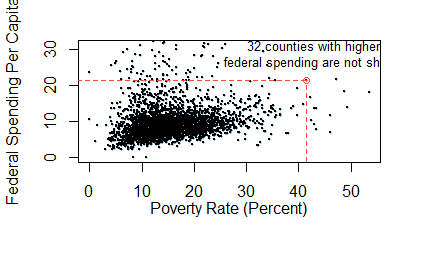 32 counties with higher
federal spending are not sh
Federal Spending Per Capita
30
20
10
0
0 10 20 30 40 50
Poverty Rate (Percent)